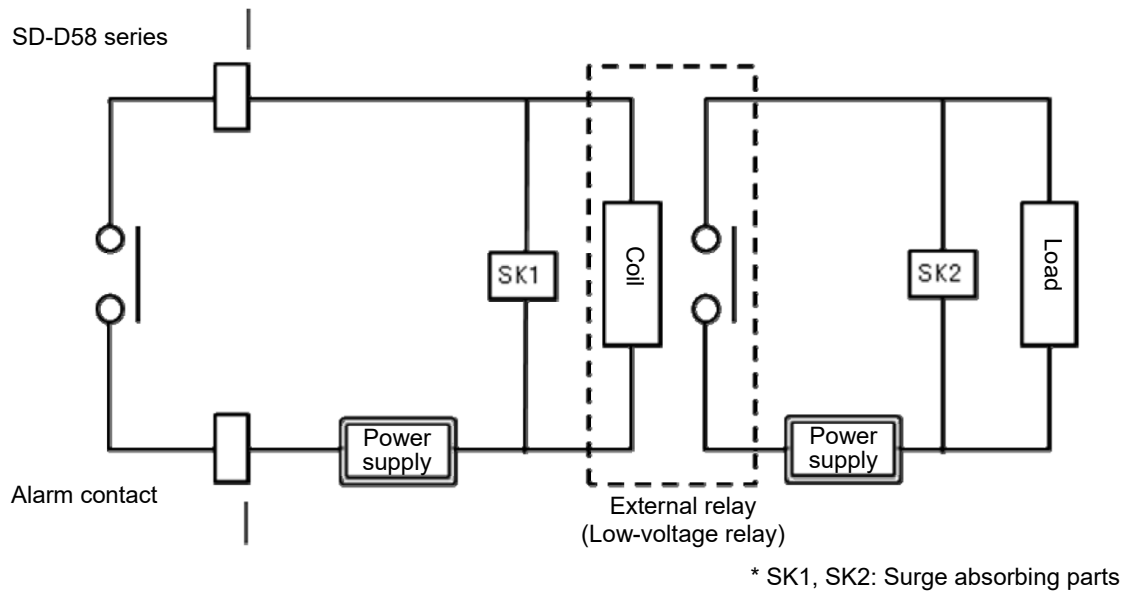 SD-D58 series
SK1
Coil
SK2
Load
Power
supply
Power
supply
Alarm contact
External relay
(Low-voltage relay)
* SK1, SK2: Surge absorbing parts